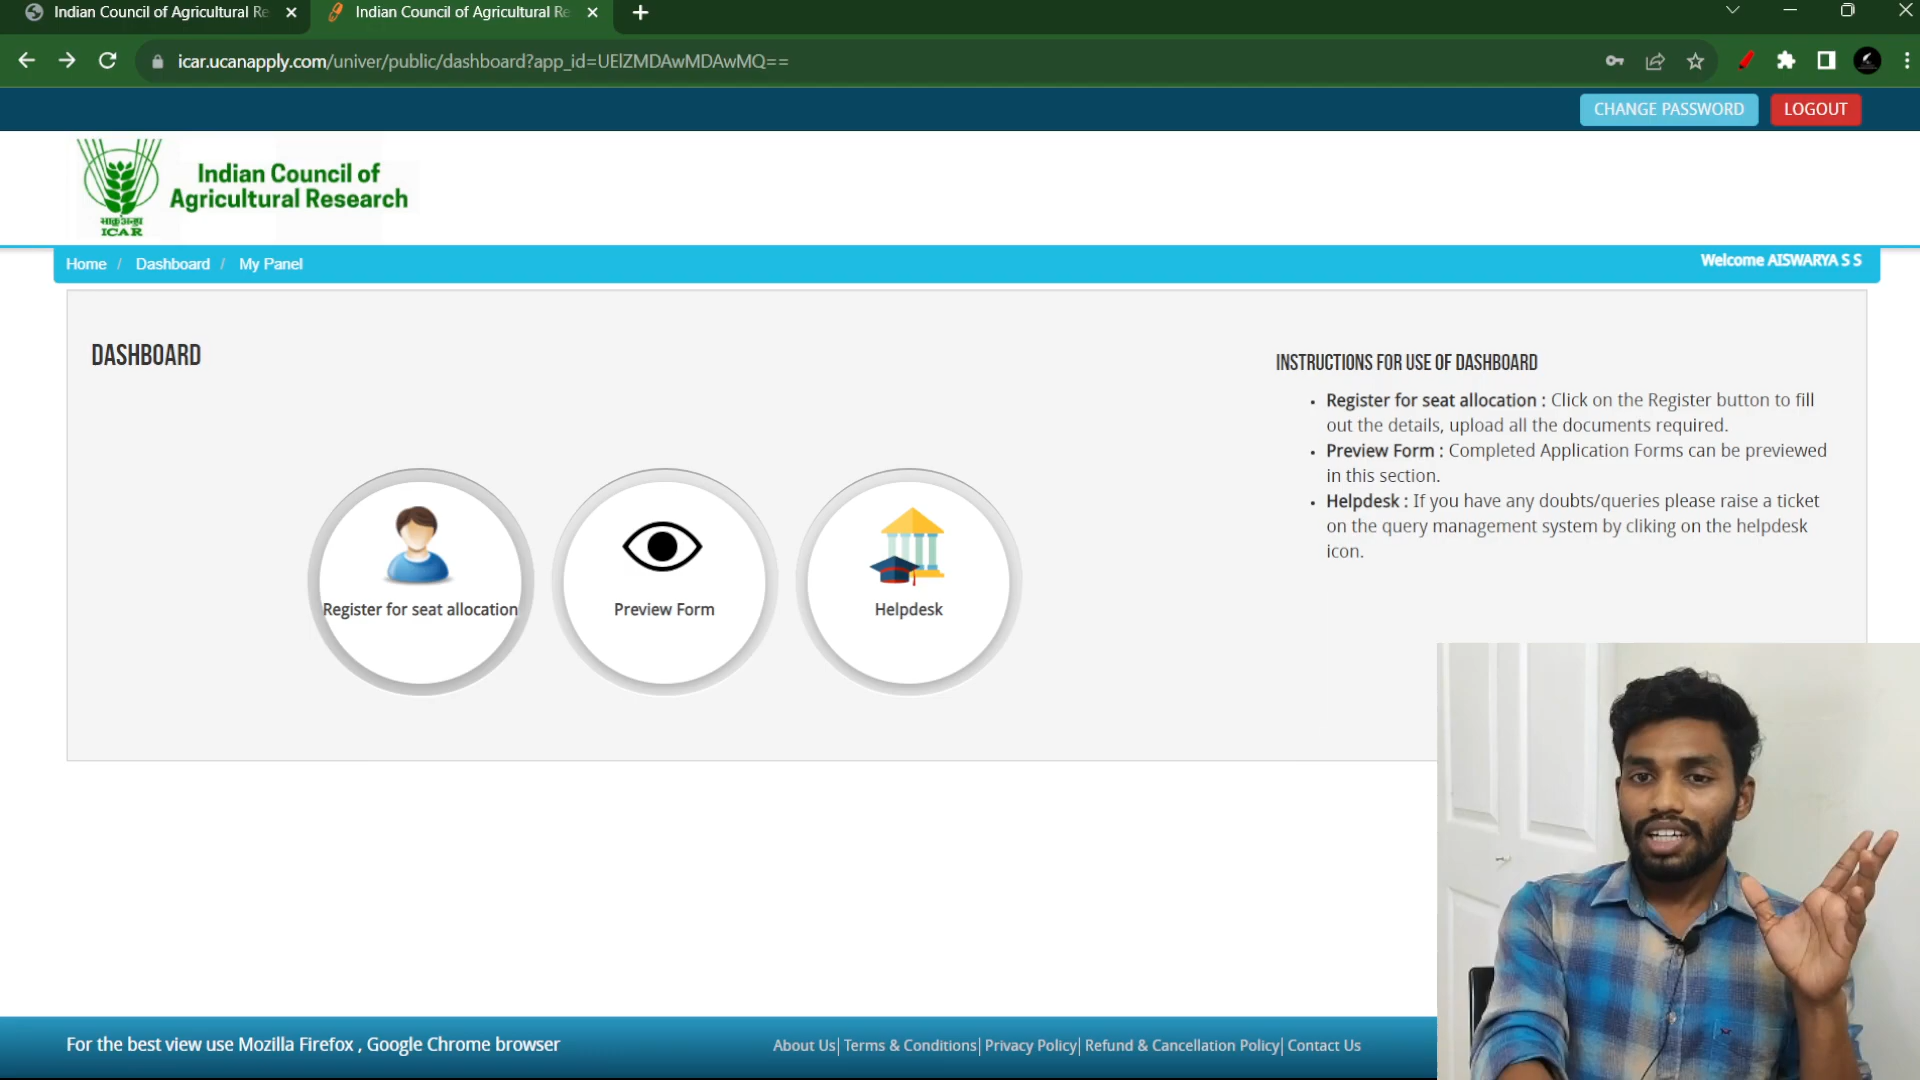 Indian Council of Agricultural Re
Indian Council of Agricultural Re
icar.ucanapply.com/univer/public/dashboard?app_id=UElZMDAwMDAwMQ==
CHANGE PASSWORD
LOGOUT
भाकृअनुप
ICAR
Indian Council of
Agricultural Research
Home / Dashboard / My Panel
Welcome AISWARYA S S
DASHBOARD
Register for seat allocation
Preview Form
Helpdesk
INSTRUCTIONS FOR USE OF DASHBOARD
• Register for seat allocation : Click on the Register button to fill
out the details, upload all the documents required.
• Preview Form : Completed Application Forms can be previewed
in this section.
• Helpdesk : If you have any doubts/queries please raise a ticket
on the query management system by cliking on the helpdesk
icon.
For the best view use Mozilla Firefox , Google Chrome browser
About Us| Terms & Conditions| Privacy Policy| Refund & Cancellation Policy| Contact Us